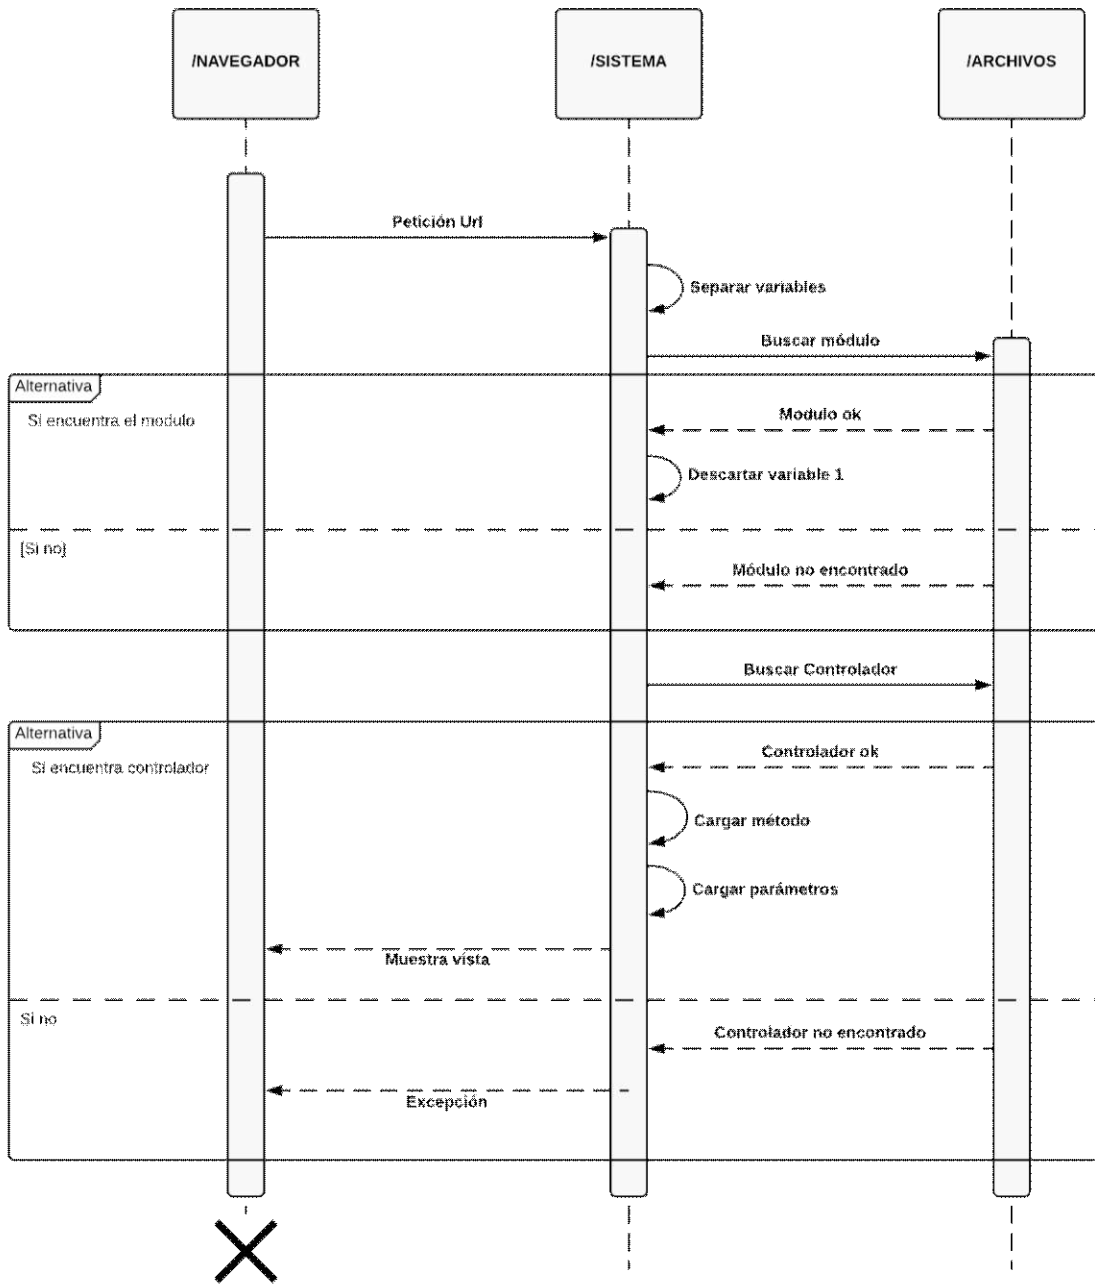 /NAVEGADOR
/SISTEMA
/ARCHIVOS
Petición Url
Separar variables
Buscar módulo
Alternativa
Si encuentra el modulo
Modulo ok
Descartar variable 1
[Si no]
Módulo no encontrado
Buscar Controlador
Alternativa
Si encuentra controlador
Controlador ok
Cargar método
Cargar parámetros
Muestra vista
Si no
Controlador no encontrado
Excepción